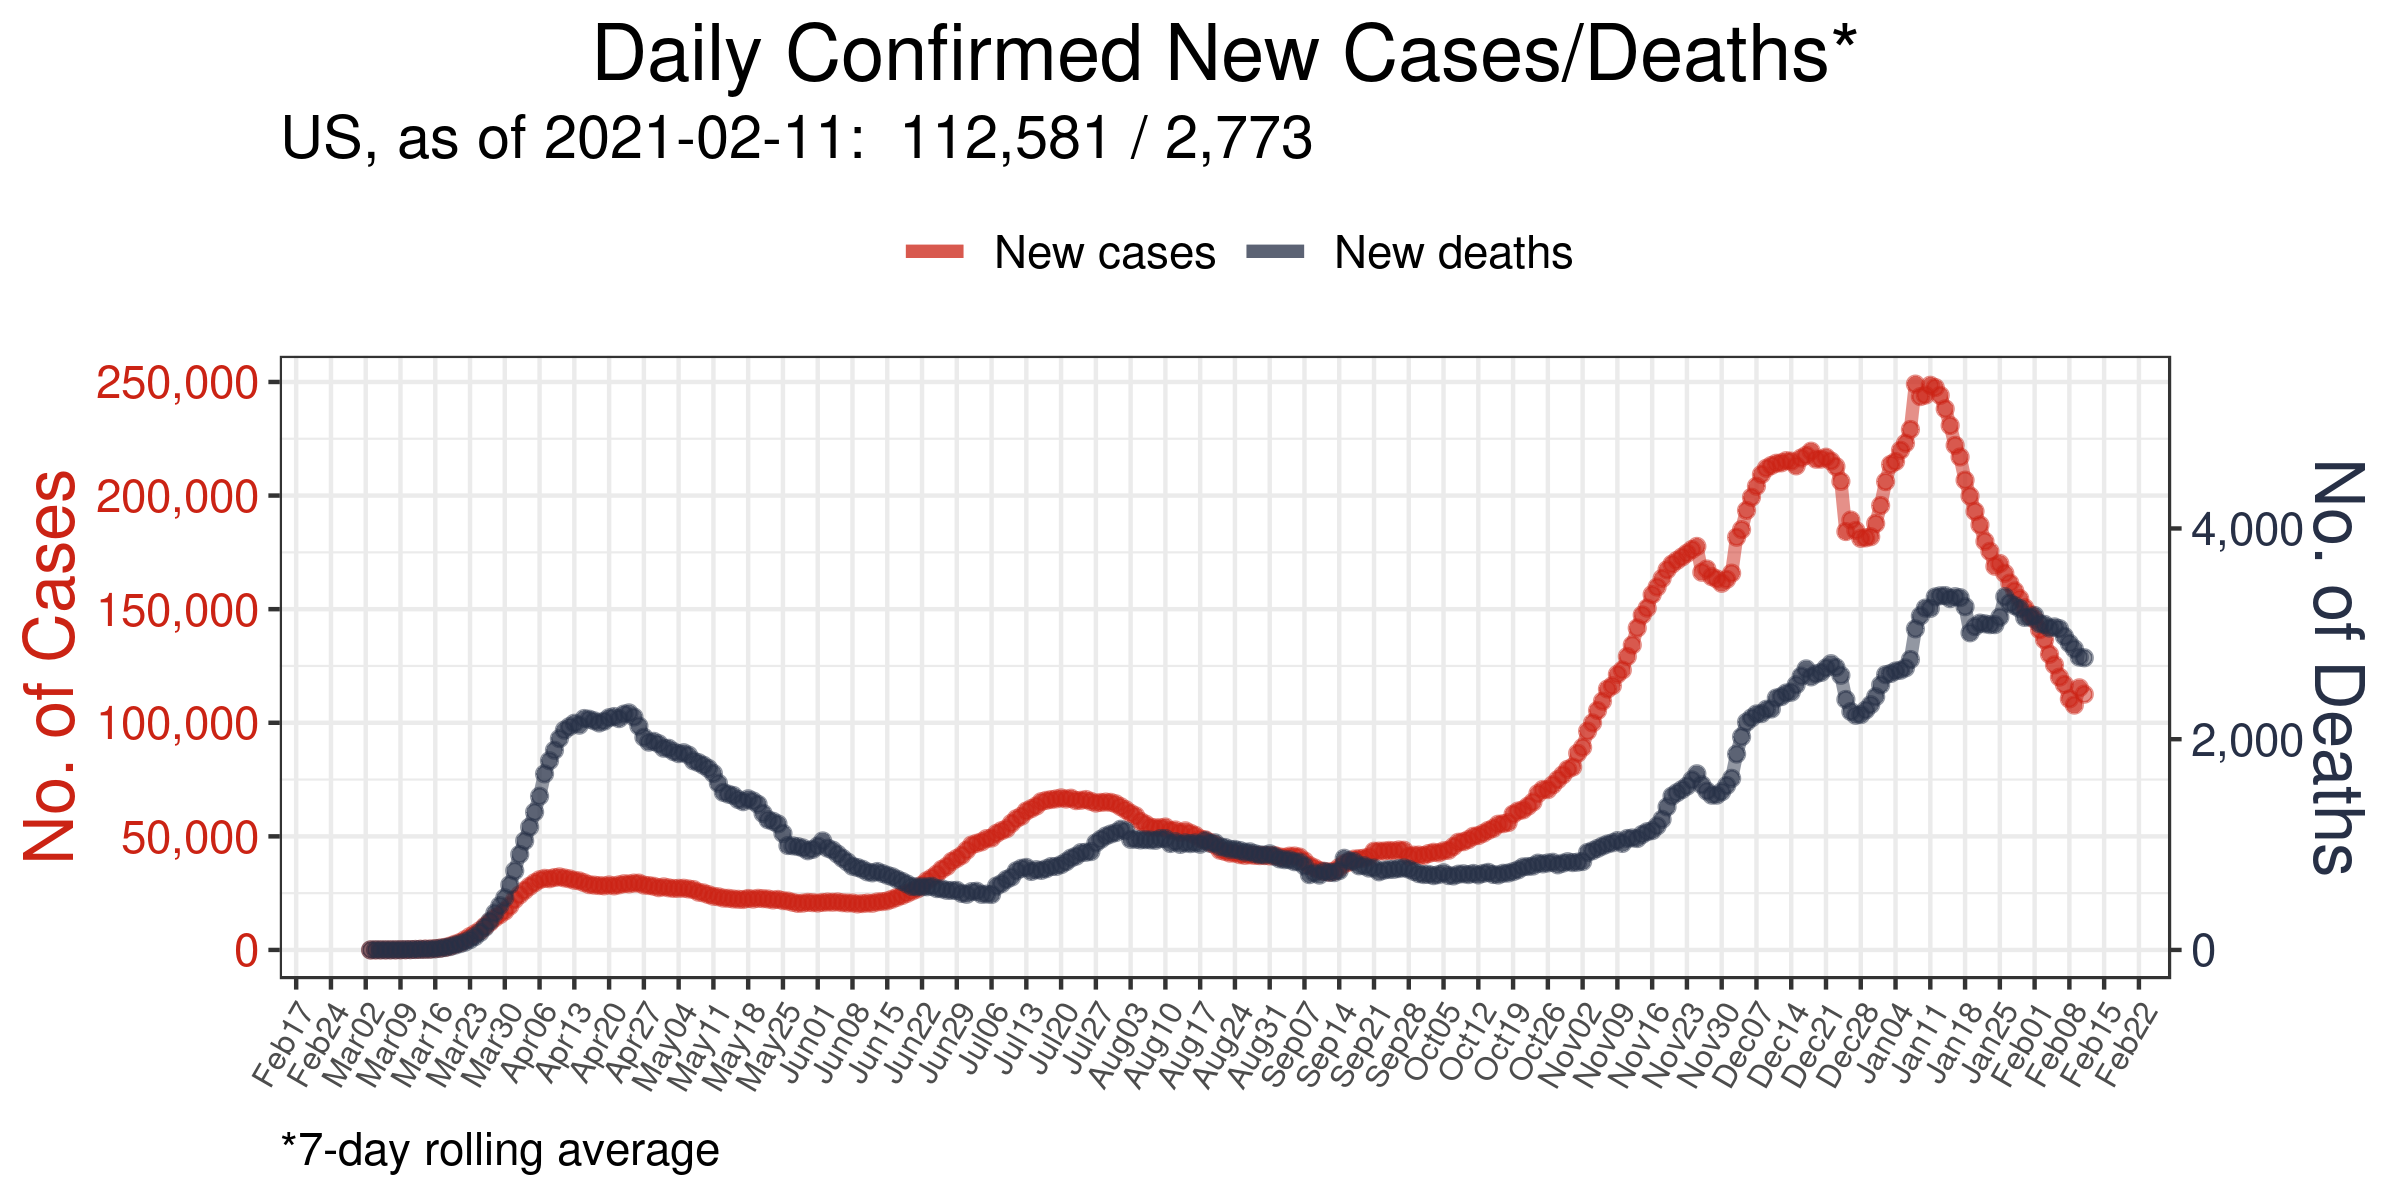 Daily Confirmed New Cases/Deaths*
US, as of 2021-02-11:  112,581 / 2,773
New cases
New deaths
No. of Cases
250,000
200,000
150,000
100,000
50,000
0
4,000
2,000
0
No. of Deaths
Feb17
Feb24
Mar02
Mar09
Mar16
Mar23
Mar30
Apr06
Apr13
Apr20
Apr27
May04
May11
May18
May25
Jun01
Jun08
Jun15
Jun22
Jun29
Jul06
Jul13
Jul20
Jul27
Aug03
Aug10
Aug17
Aug24
Aug31
Sep07
Sep14
Sep21
Sep28
Oct05
Oct12
Oct19
Oct26
Nov02
Nov09
Nov16
Nov23
Nov30
Dec07
Dec14
Dec21
Dec28
Jan04
Jan11
Jan18
Jan25
Feb01
Feb08
Feb15
Feb22
*7-day rolling average